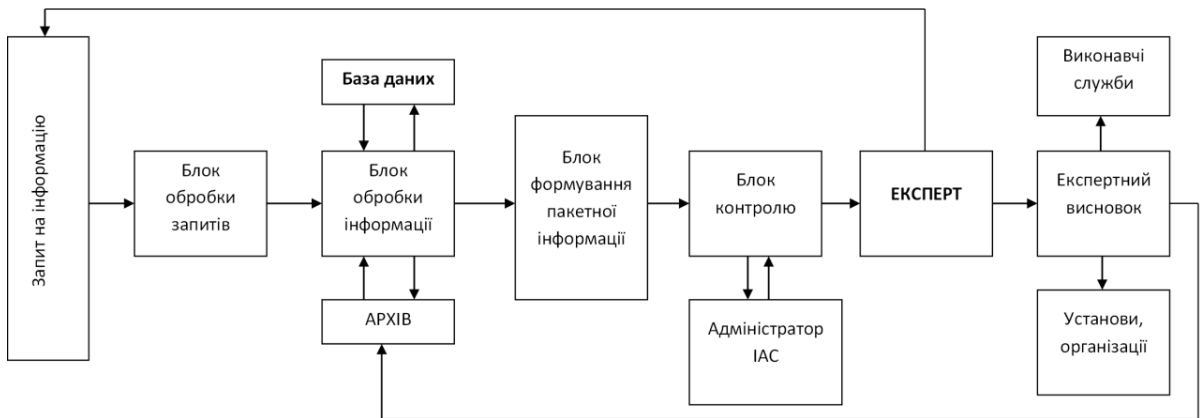 Запит на інформацію
Блок
обробки
запитів
База даних
Блок
обробки
інформації
АРХІВ
Блок
формування
пакетної
інформації
Блок
контролю
Адміністратор
ІАС
ЕКСПЕРТ
Виконавчі
служби
Експертний
висновок
Установи,
організації